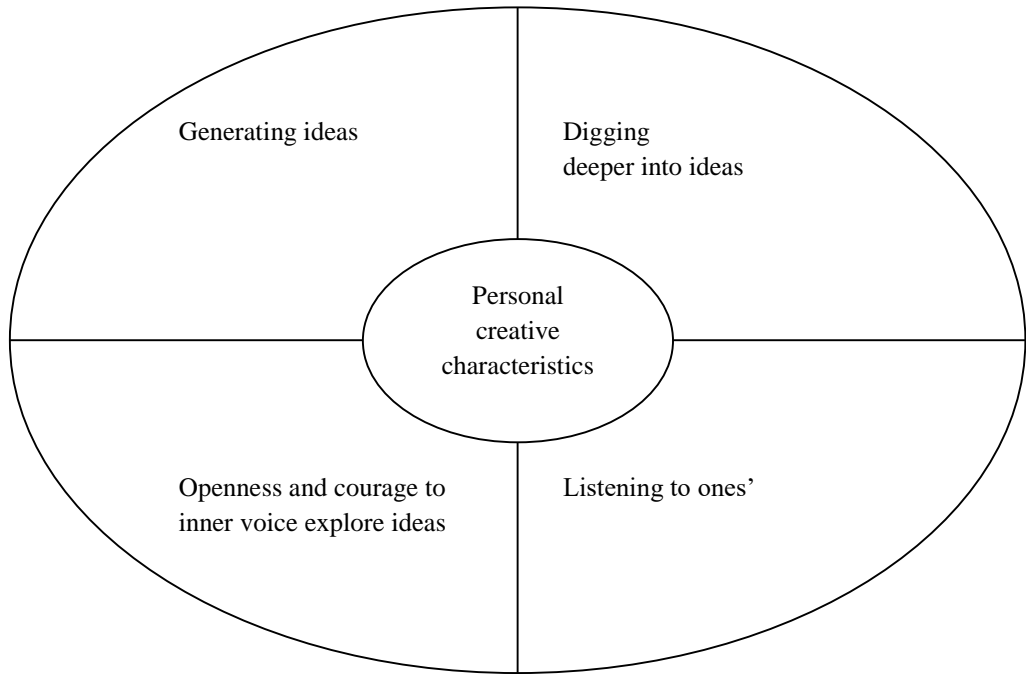 Generating ideas
Digging
deeper into ideas
Personal
creative
characteristics
Openness and courage to
inner voice explore ideas
Listening to ones’